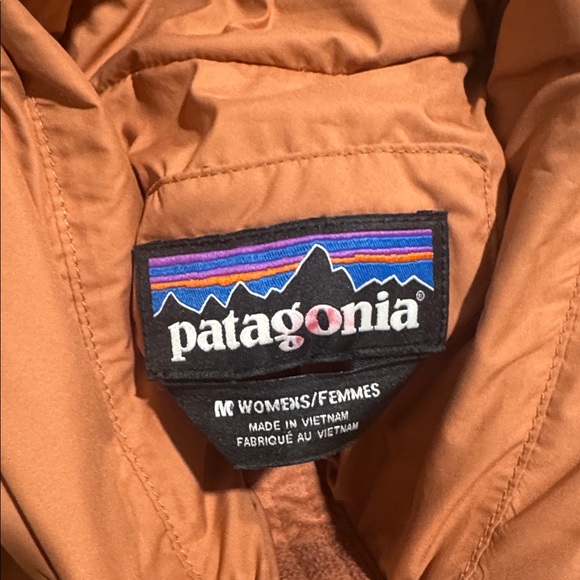 patagonia®
M WOMENS/FEMMES
MADE IN VIETNAM
FABRIQUÉ AU VIETNAM